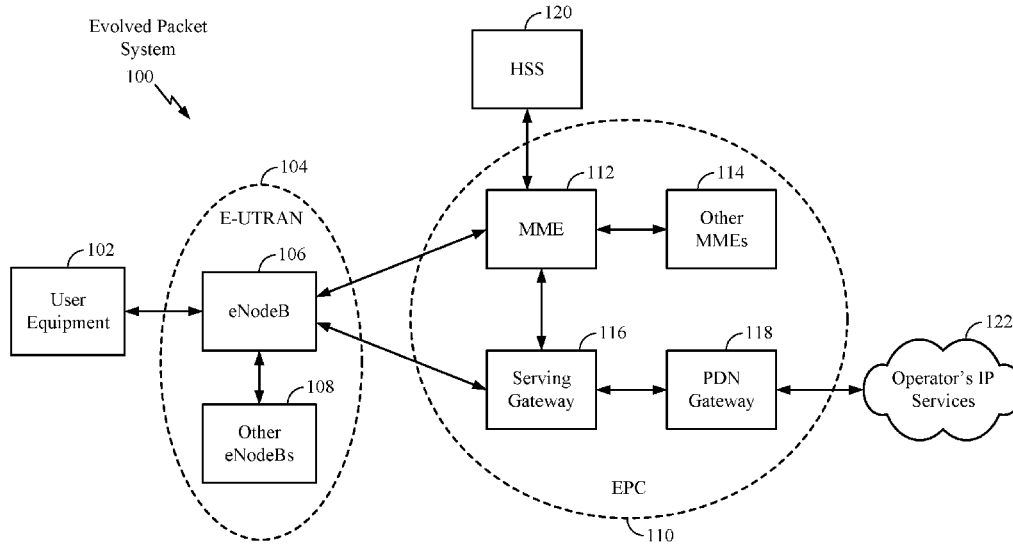 Evolved Packet
System
100
120
HSS
104
E-UTRAN
112
MME
114
Other
MMEs
102
User
Equipment
106
eNodeB
108
Other
eNodeBs
116
Serving
Gateway
118
PDN
Gateway
122
Operator's IP
Services
EPC
110